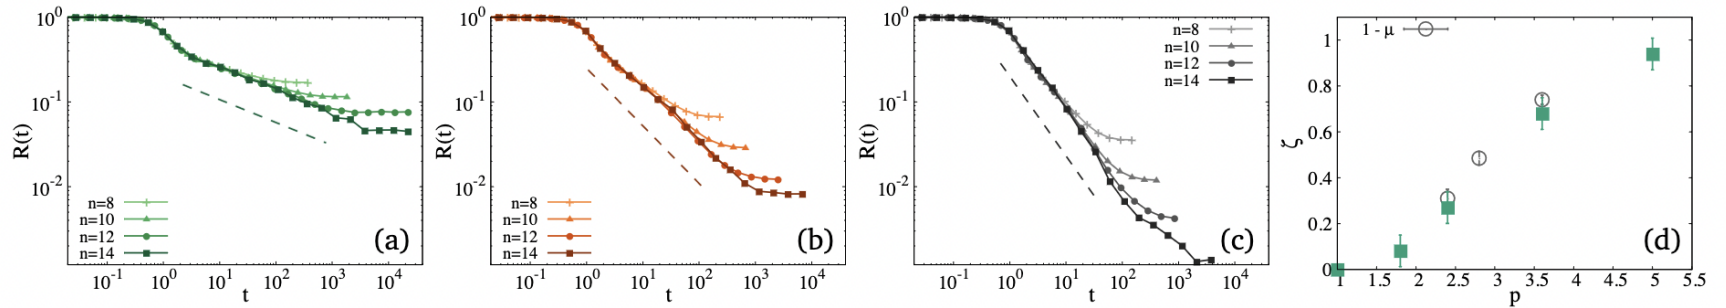 10^0
10^-1
10^-2
R(t)
n=8
n=10
n=12
n=14
(a)
10^-1 10^0 10^1 10^2 10^3 10^4
t
10^0
10^-1
10^-2
R(t)
n=8
n=10
n=12
n=14
(b)
10^-1 10^0 10^1 10^2 10^3 10^4
t
10^0
10^-1
10^-2
R(t)
n=8
n=10
n=12
n=14
(c)
10^-1 10^0 10^1 10^2 10^3 10^4
t
1 - μ
1
0.8
0.6
0.4
0.2
0
ζ
(d)
1 1.5 2 2.5 3 3.5 4 4.5 5 5.5
p